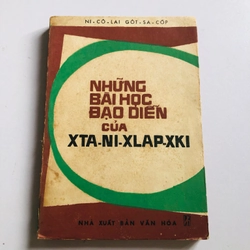 NI-CÔ-LAI GÓT-SA-CỐP
NHỮNG
BÀI HỌC
ĐẠO DIỄN
CỦA
XTA-NI-XLAP-XKI
NHÀ XUẤT BẢN VĂN HÓA